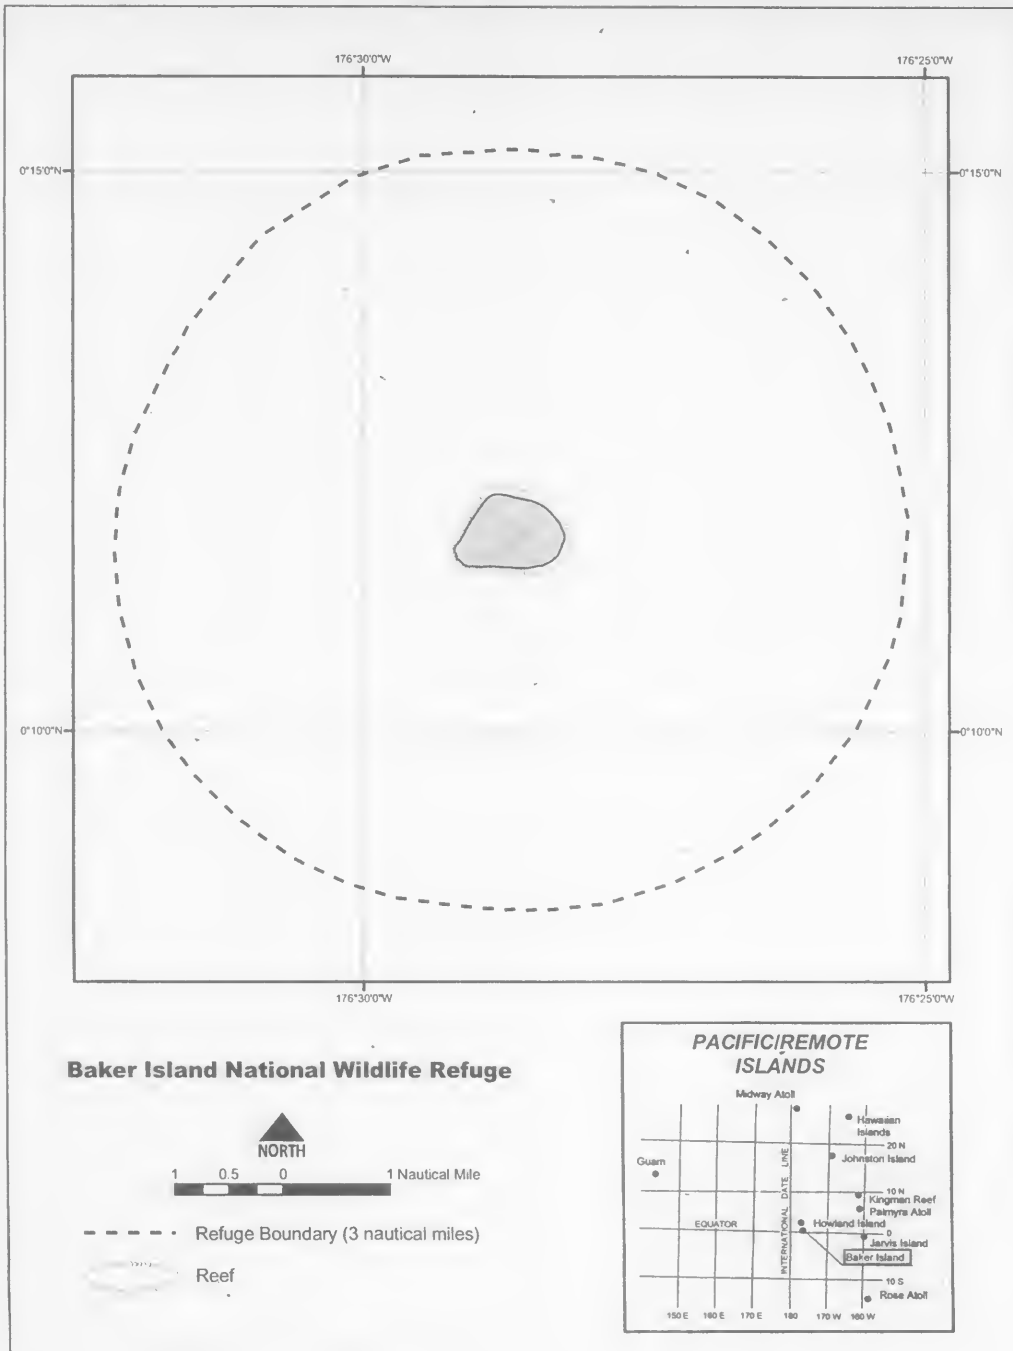 176°30'0"W
176°25'0"W
0°15'0"N
0°15'0"N
0°10'0"N
0°10'0"N
176°30'0"W
176°25'0"W
Baker Island National Wildlife Refuge
NORTH
1 0.5 0 1 Nautical Mile
Refuge Boundary (3 nautical miles)
Reef
PACIFIC/REMOTE
ISLANDS
Midway Atoll
Hawaiian
Islands
20 N
Johnston Island
Guam
10 N
Kingman Reef
Palmyra Atoll
INTERNATIONAL DATE LINE
EQUATOR
Howland Island
0
Jarvis Island
Baker Island
10 S
Rose Atoll
150 E 160 E 170 E 180 170 W 160 W